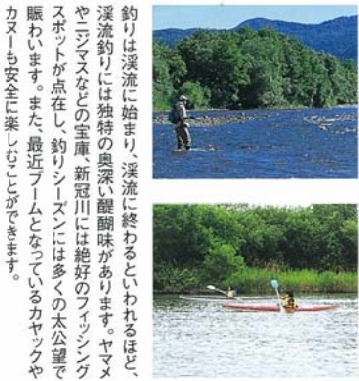 釣りは渓流に始まり、渓流に終わるといわれるほど、
渓流釣りには独特の奥深い醍醐味があります。ヤマメ
やニジマスなどの宝庫、新冠川には絶好のフィッシング
スポットが点在し、釣りシーズンには多くの太公望で
賑わいます。また、最近ブームとなっているカヤックや
カヌーも安全に楽しむことができます。